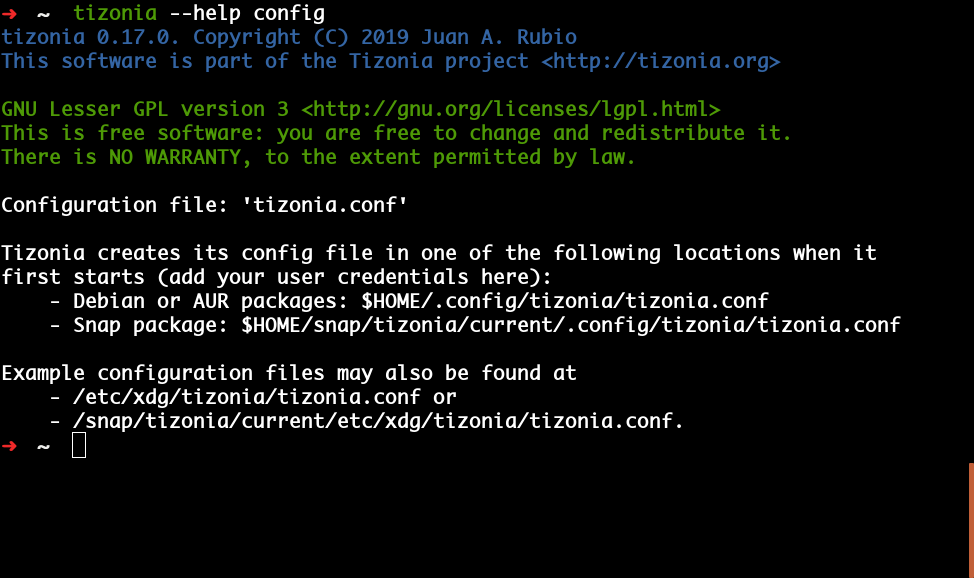 ➜  ~  tizonia --help config
tizonia 0.17.0. Copyright (C) 2019 Juan A. Rubio
This software is part of the Tizonia project <http://tizonia.org>

GNU Lesser GPL version 3 <http://gnu.org/licenses/lgpl.html>
This is free software: you are free to change and redistribute it.
There is NO WARRANTY, to the extent permitted by law.

Configuration file: 'tizonia.conf'

Tizonia creates its config file in one of the following locations when it
first starts (add your user credentials here):
    - Debian or AUR packages: $HOME/.config/tizonia/tizonia.conf
    - Snap package: $HOME/snap/tizonia/current/.config/tizonia/tizonia.conf

Example configuration files may also be found at
    - /etc/xdg/tizonia/tizonia.conf or
    - /snap/tizonia/current/etc/xdg/tizonia/tizonia.conf.
➜  ~